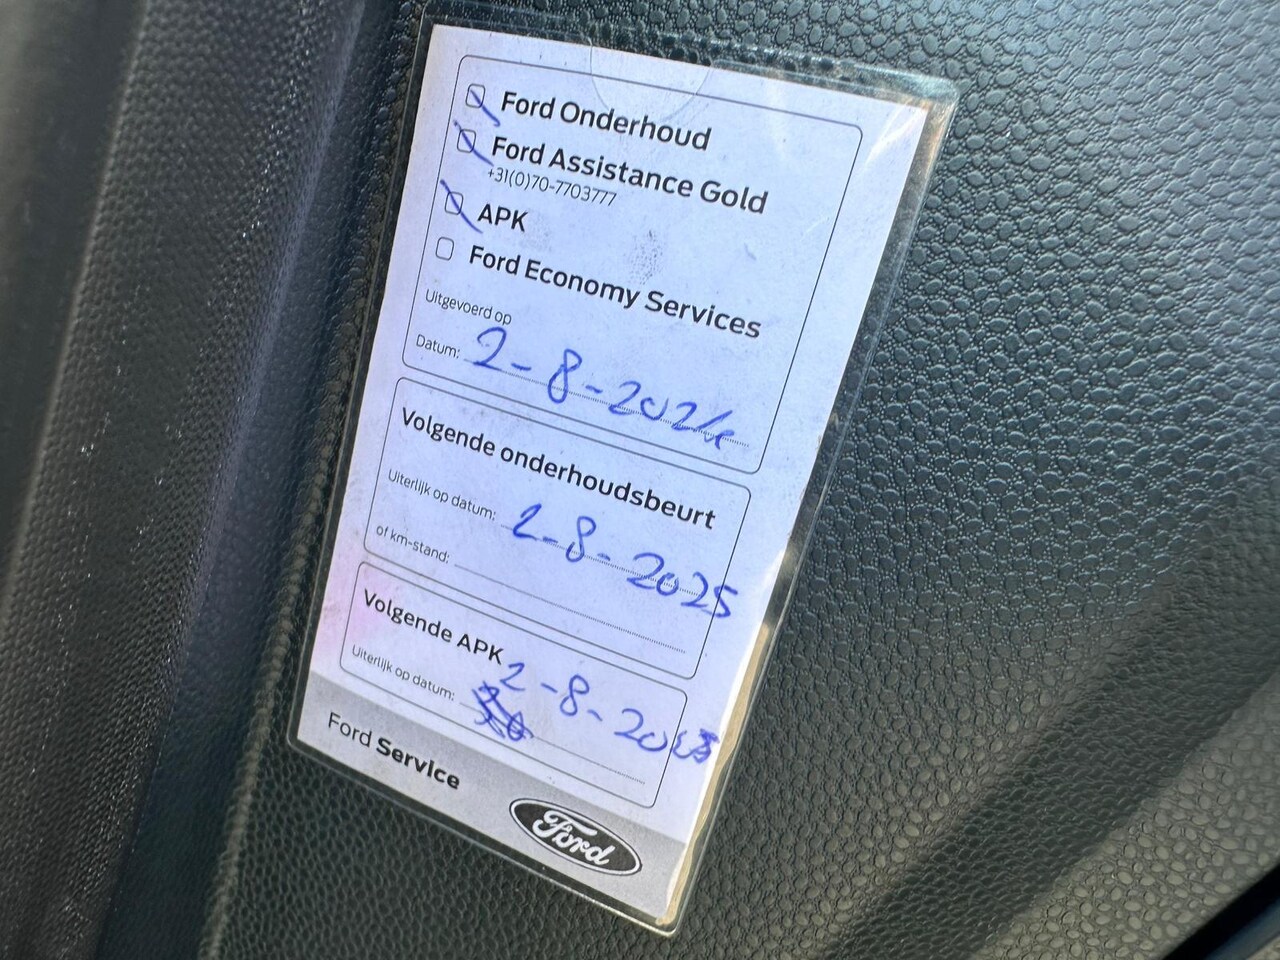 Ford Onderhoud
Ford Assistance Gold
+31(0)70-7703777
APK
Ford Economy Services
Uitgevoerd op
Datum: 2-8-2024
Volgende onderhoudsbeurt
Uiterlijk op datum: 2-8-2025
of km-stand:
Volgende APK
2-8-2025
Uiterlijk op datum:
Ford Service
Ford